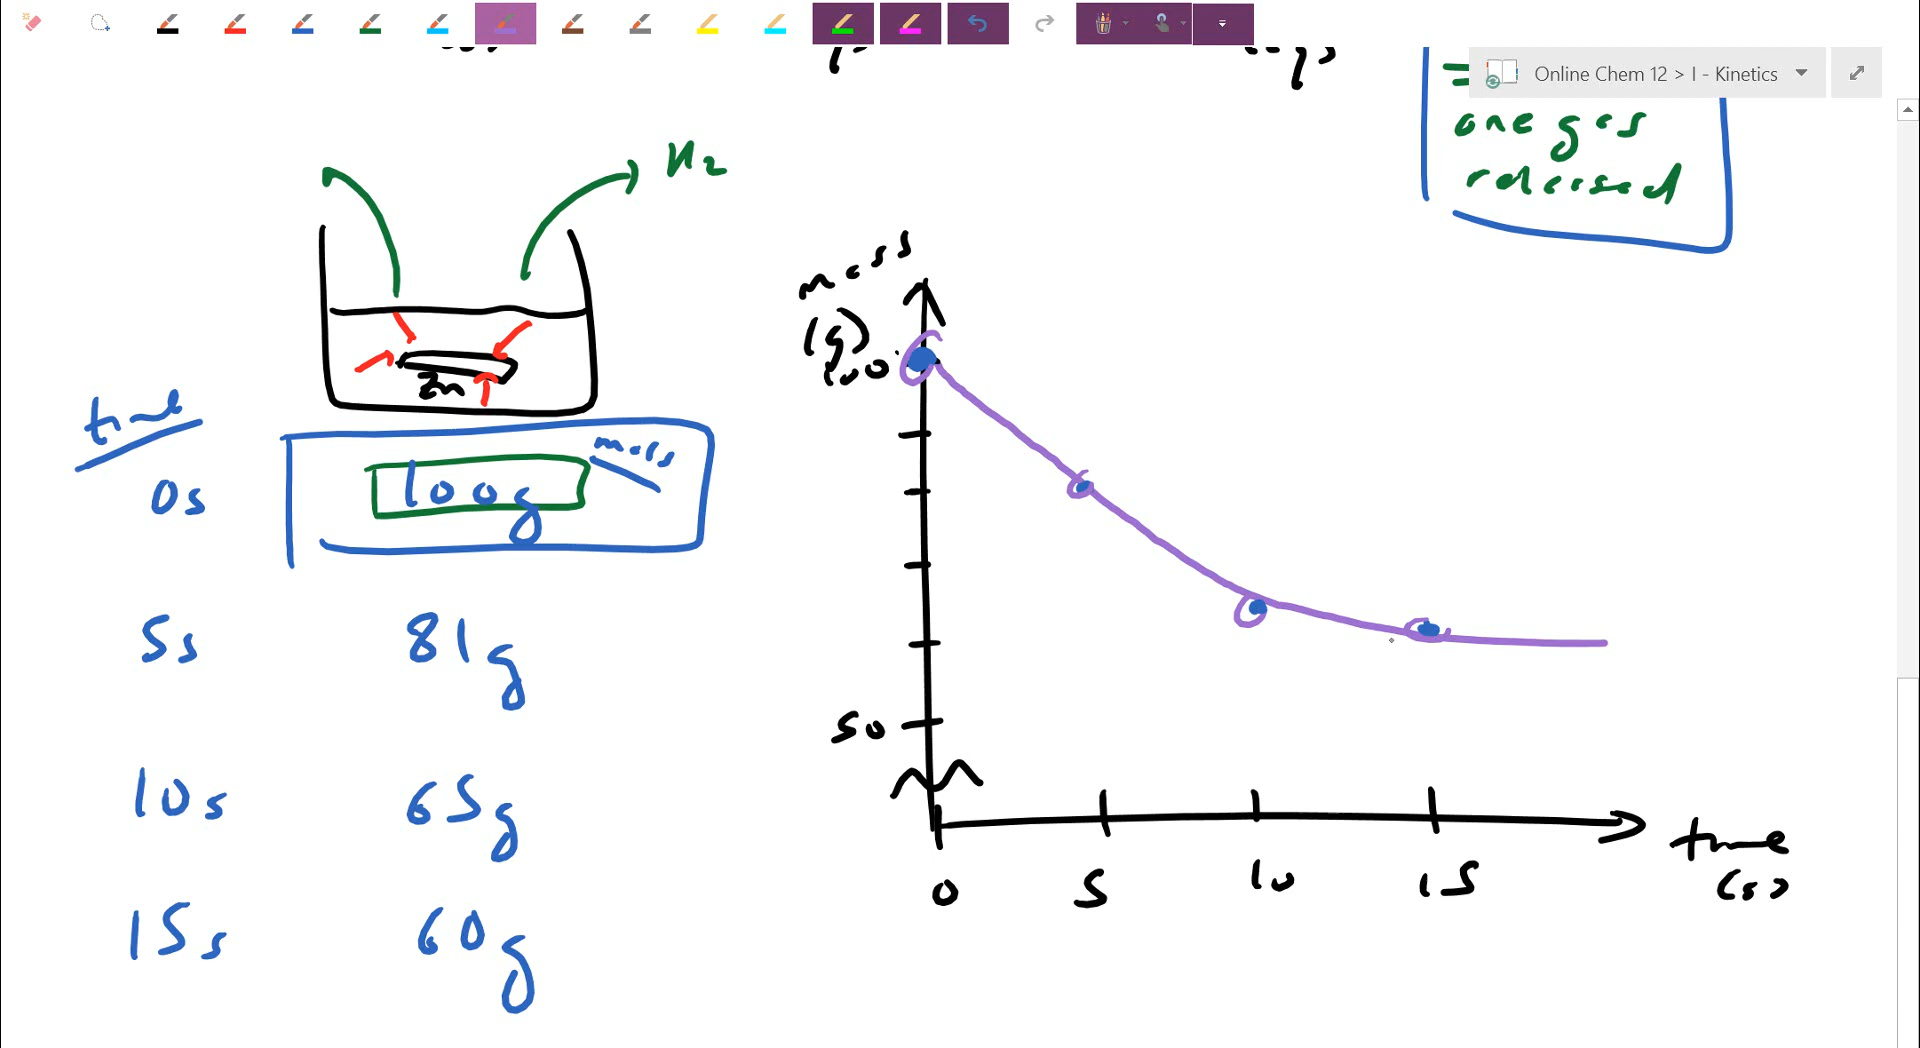 Online Chem 12 > I - Kinetics
=
one gas
released
H2
Zn
time
mass
0s
100g
5s
81g
10s
65g
15s
60g
mass
(g)
100
50
0
5
10
15
time
(s)